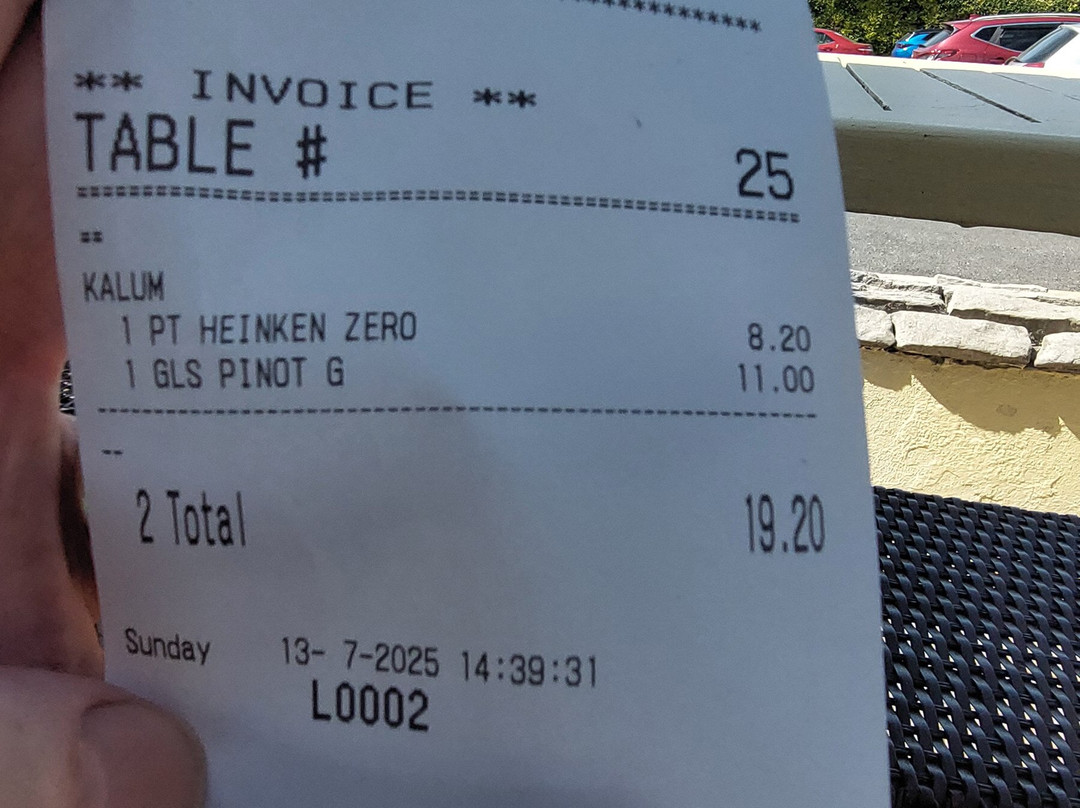 *************
** INVOICE **
TABLE # 25
==========================================================
==
KALUM
1 PT HEINKEN ZERO 8.20
1 GLS PINOT G 11.00
----------------------------------------------------------
--
2 Total 19.20
Sunday 13- 7-2025 14:39:31
L0002